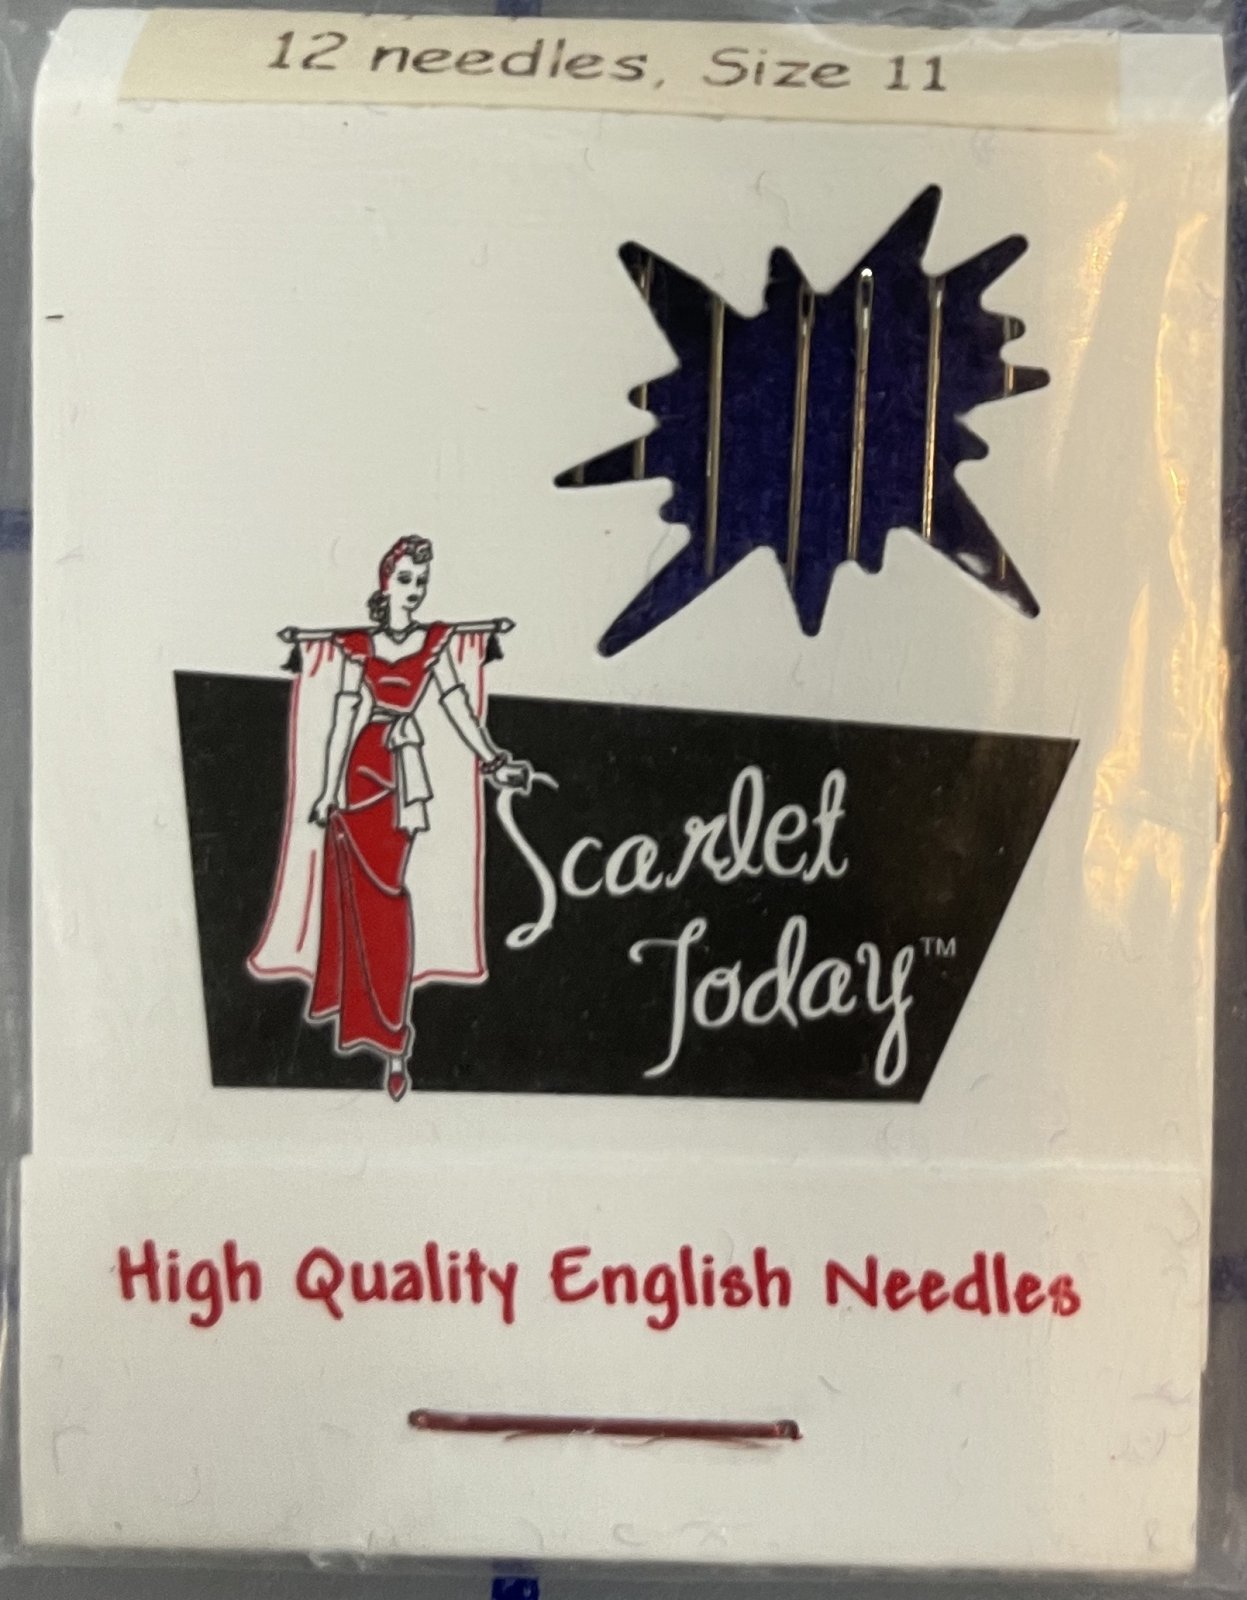 12 needles, Size 11
Scarlet
Today™
High Quality English Needles